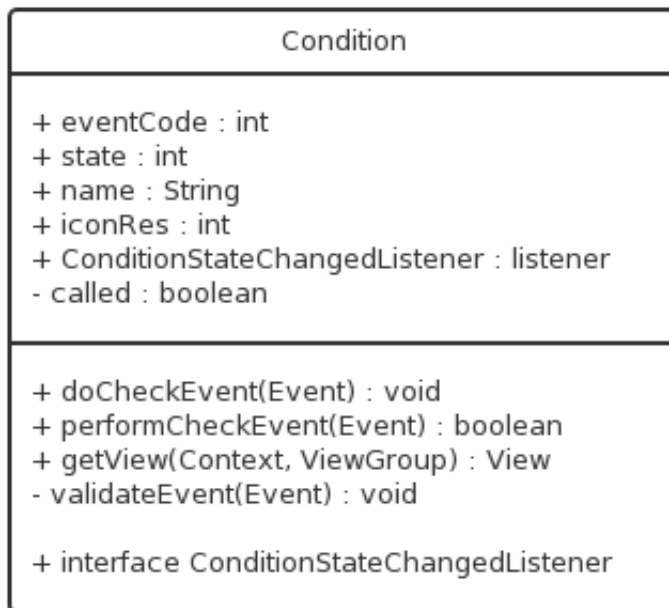 Condition
+ eventCode : int
+ state : int
+ name : String
+ iconRes : int
+ ConditionStateChangedListener : listener
- called : boolean
+ doCheckEvent(Event) : void
+ performCheckEvent(Event) : boolean
+ getView(Context, ViewGroup) : View
- validateEvent(Event) : void
+ interface ConditionStateChangedListener